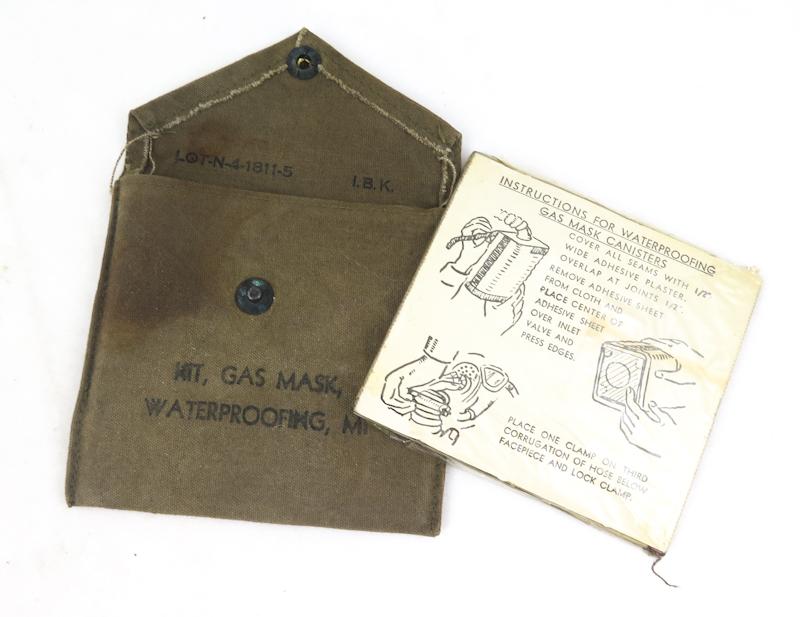 LOT-N-4-1811-5
I.B.K.
KIT, GAS MASK,
WATERPROOFING, M1
INSTRUCTIONS FOR WATERPROOFING
GAS MASK CANISTERS
COVER ALL SEAMS WITH 1/2"
WIDE ADHESIVE PLASTER.
OVERLAP AT JOINTS 1/2".
REMOVE ADHESIVE SHEET
FROM CLOTH AND
PLACE CENTER OF
ADHESIVE SHEET
OVER INLET
VALVE AND
PRESS EDGES.
PLACE ONE CLAMP ON THIRD
CORRUGATION OF HOSE BELOW
FACEPIECE AND LOCK CLAMP.